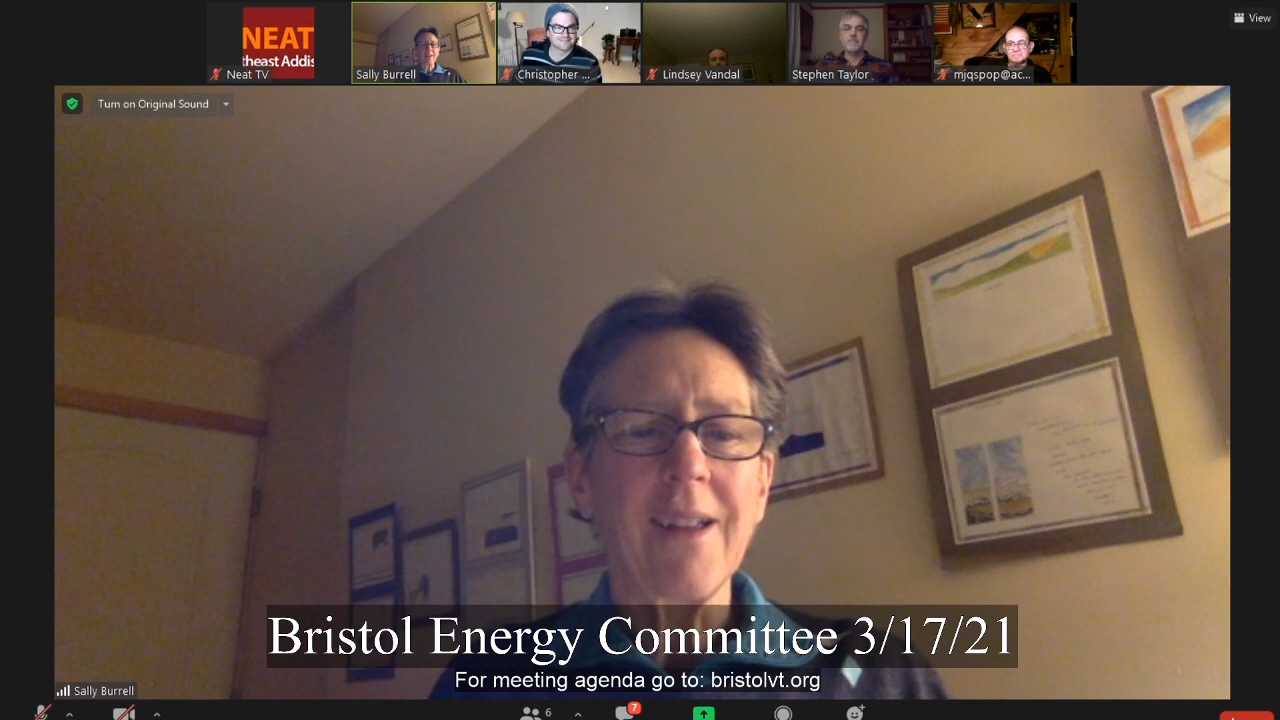 NEAT
theast Addis
Neat TV
Sally Burrell
Christopher ...
Lindsey Vandal
Stephen Taylor
mjqspop@ac...
View
Turn on Original Sound
Bristol Energy Committee 3/17/21
For meeting agenda go to: bristolvt.org
Sally Burrell
6
7